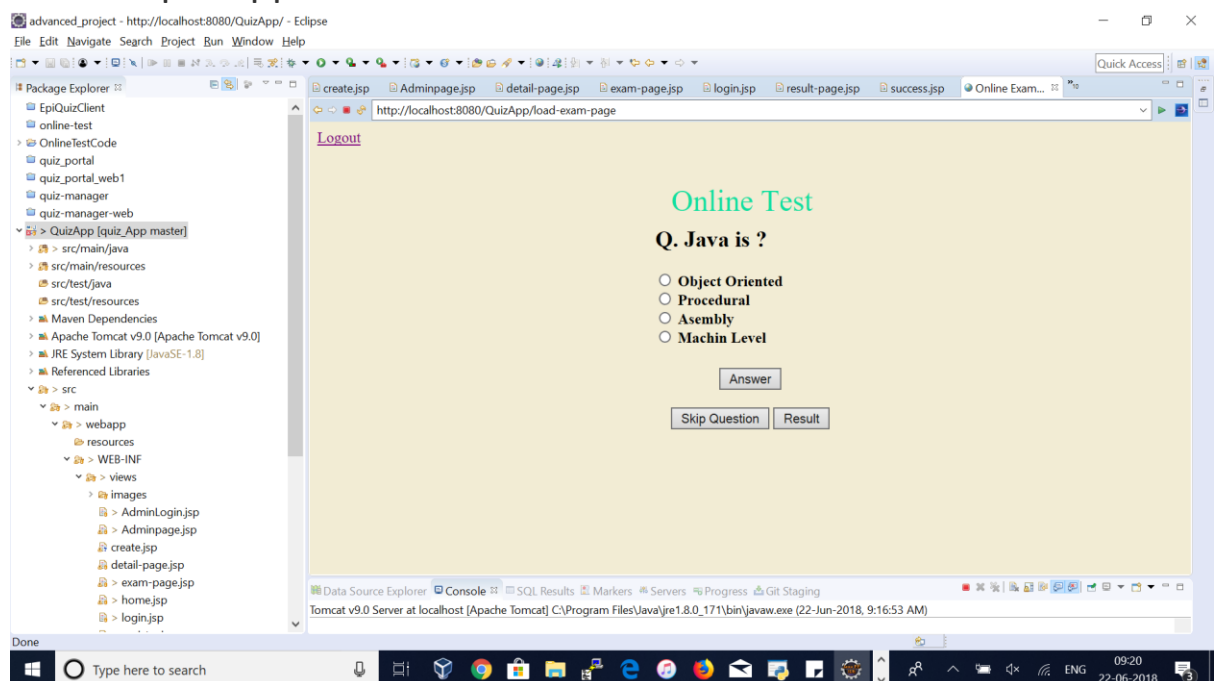 advanced_project - http://localhost:8080/QuizApp/ - Eclipse
File Edit Navigate Search Project Run Window Help
Quick Access
Package Explorer
create.jsp Adminpage.jsp detail-page.jsp exam-page.jsp login.jsp result-page.jsp success.jsp Online Exam... »10
http://localhost:8080/QuizApp/load-exam-page
EpiQuizClient
online-test
> OnlineTestCode
quiz_portal
quiz_portal_web1
quiz-manager
quiz-manager-web
> QuizApp [quiz_App master]
> src/main/java
src/main/resources
src/test/java
src/test/resources
Maven Dependencies
Apache Tomcat v9.0 [Apache Tomcat v9.0]
JRE System Library [JavaSE-1.8]
Referenced Libraries
> src
> main
> webapp
resources
> WEB-INF
> views
images
> AdminLogin.jsp
> Adminpage.jsp
create.jsp
detail-page.jsp
> exam-page.jsp
> home.jsp
> login.jsp
Logout
Online Test
Q. Java is ?
Object Oriented
Procedural
Asembly
Machin Level
Answer
Skip Question Result
Data Source Explorer Console SQL Results Markers Servers Progress Git Staging
Tomcat v9.0 Server at localhost [Apache Tomcat] C:\Program Files\Java\jre1.8.0_171\bin\javaw.exe (22-Jun-2018, 9:16:53 AM)
Done
Type here to search
ENG
09:20
22-06-2018
3